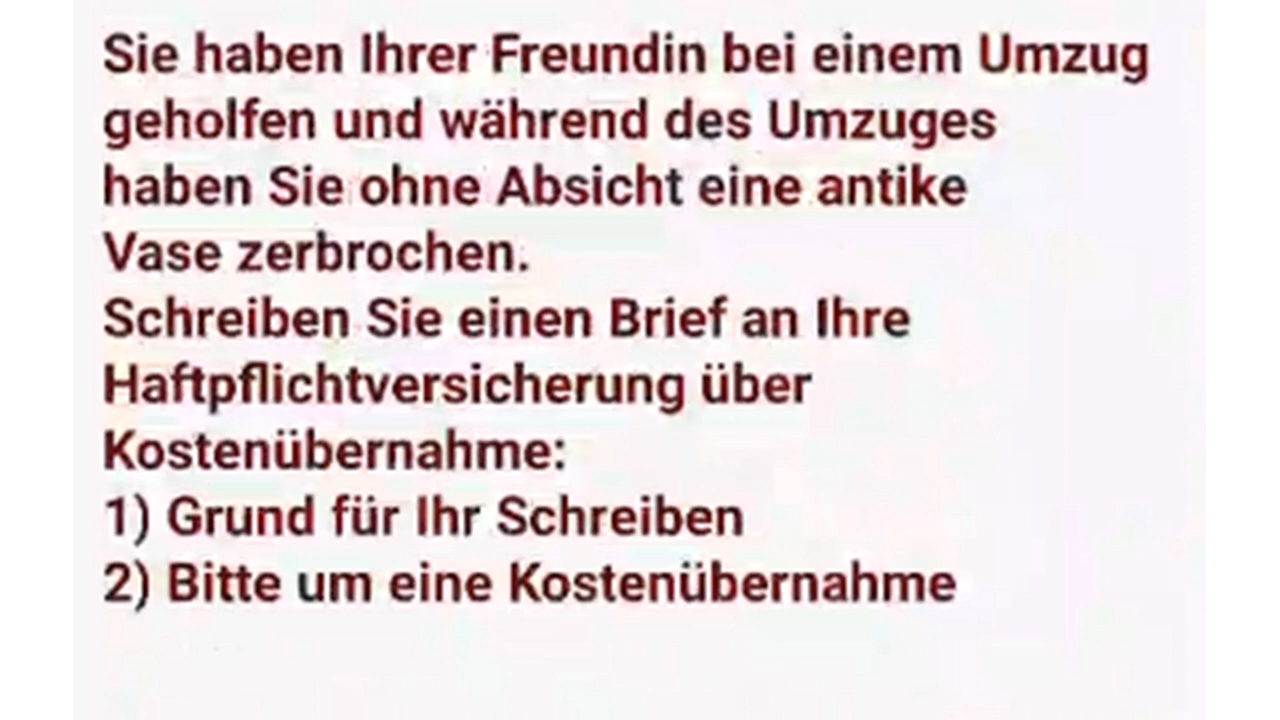 Sie haben Ihrer Freundin bei einem Umzug
geholfen und während des Umzuges
haben Sie ohne Absicht eine antike
Vase zerbrochen.
Schreiben Sie einen Brief an Ihre
Haftpflichtversicherung über
Kostenübernahme:
1) Grund für Ihr Schreiben
2) Bitte um eine Kostenübernahme